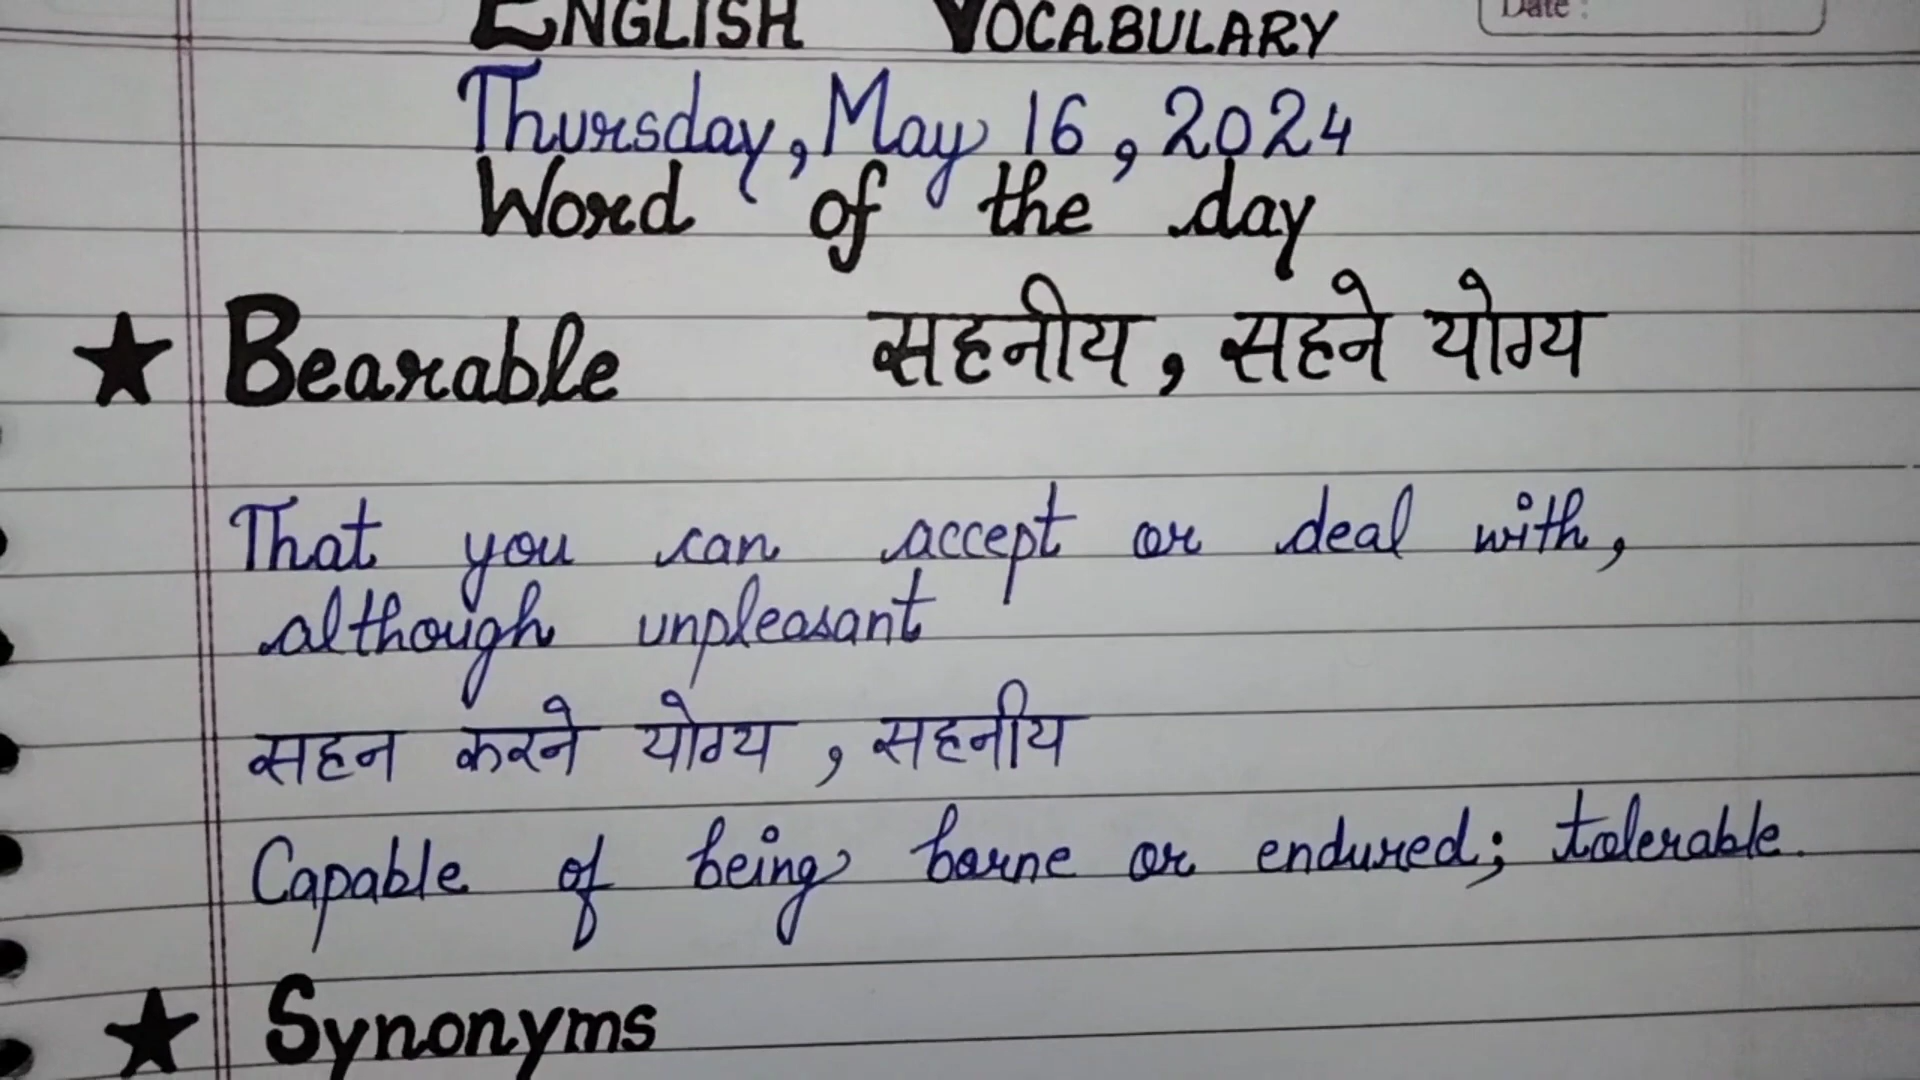 ENGLISH VOCABULARY
Date :
Thursday, May 16, 2024
Word of the day
★ Bearable सहनीय, सहने योग्य
That you can accept or deal with,
although unpleasant
सहन करने योग्य, सहनीय
Capable of being borne or endured; tolerable.
★ Synonyms